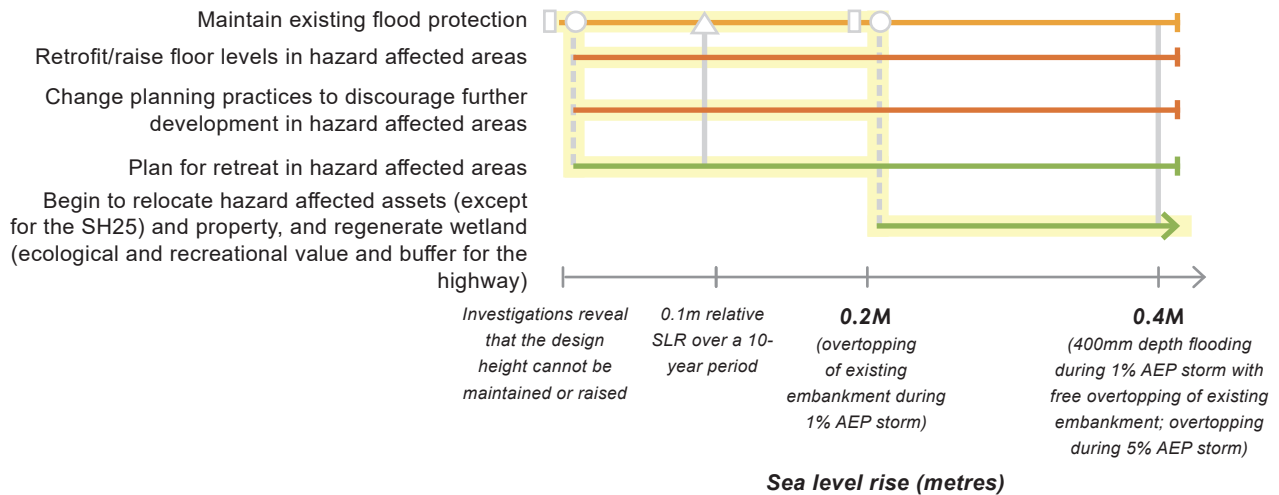 Maintain existing flood protection
Retrofit/raise floor levels in hazard affected areas
Change planning practices to discourage further
development in hazard affected areas
Plan for retreat in hazard affected areas
Begin to relocate hazard affected assets (except
for the SH25) and property, and regenerate wetland
(ecological and recreational value and buffer for the
highway)
Investigations reveal
that the design
height cannot be
maintained or raised
0.1m relative
SLR over a 10-
year period
0.2M
(overtopping
of existing
embankment during
1% AEP storm)
0.4M
(400mm depth flooding
during 1% AEP storm with
free overtopping of existing
embankment; overtopping
during 5% AEP storm)
Sea level rise (metres)